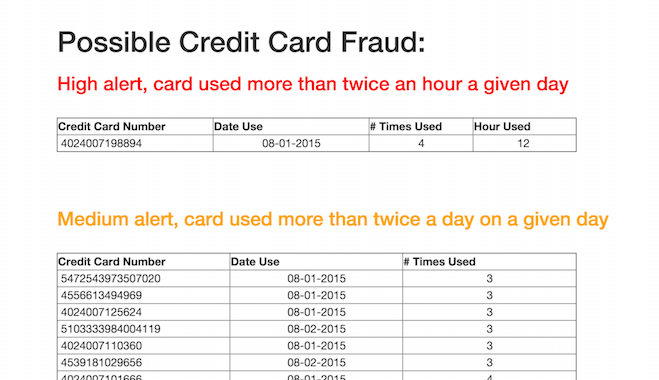 Possible Credit Card Fraud:
High alert, card used more than twice an hour a given day
Credit Card Number Date Use # Times Used Hour Used
4024007198894 08-01-2015 4 12
Medium alert, card used more than twice a day on a given day
Credit Card Number Date Use # Times Used
5472543973507020 08-01-2015 3
4556613494969 08-01-2015 3
4024007125624 08-01-2015 3
5103333984004119 08-02-2015 3
4024007110360 08-01-2015 3
4539181029656 08-02-2015 3
4024007101666 08-01-2015 4